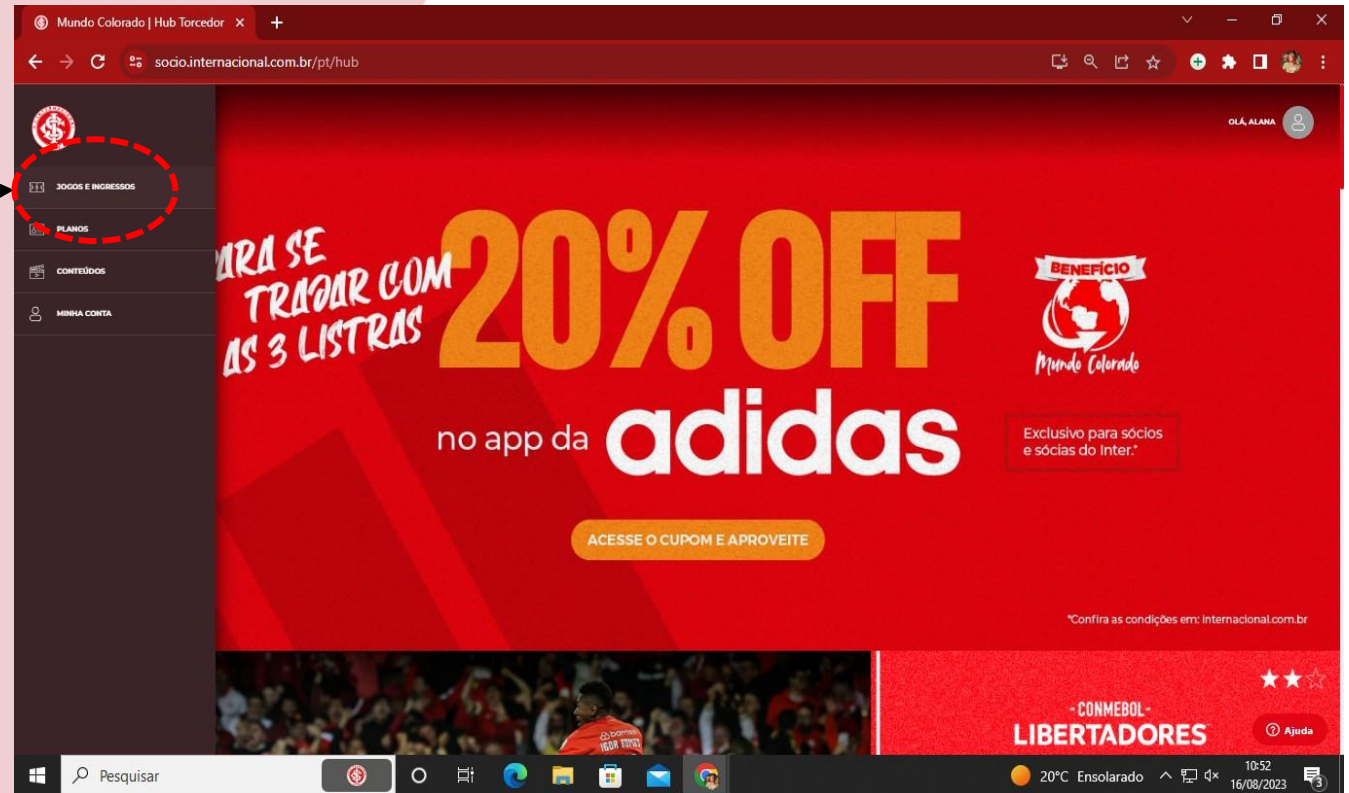 Mundo Colorado | Hub Torcedor
socio.internacional.com.br/pt/hub
OLÁ, ALANA
JOGOS E INGRESSOS
PLANOS
CONTEÚDOS
MINHA CONTA
PARA SE
TRAJAR COM
AS 3 LISTRAS
20% OFF
no app da adidas
BENEFÍCIO
Mundo Colorado
Exclusivo para sócios
e sócias do Inter.*
ACESSE O CUPOM E APROVEITE
*Confira as condições em: internacional.com.br
IGOR GOMES
-CONMEBOL-
LIBERTADORES
Ajuda
Pesquisar
20°C Ensolarado
10:52
16/08/2023
3